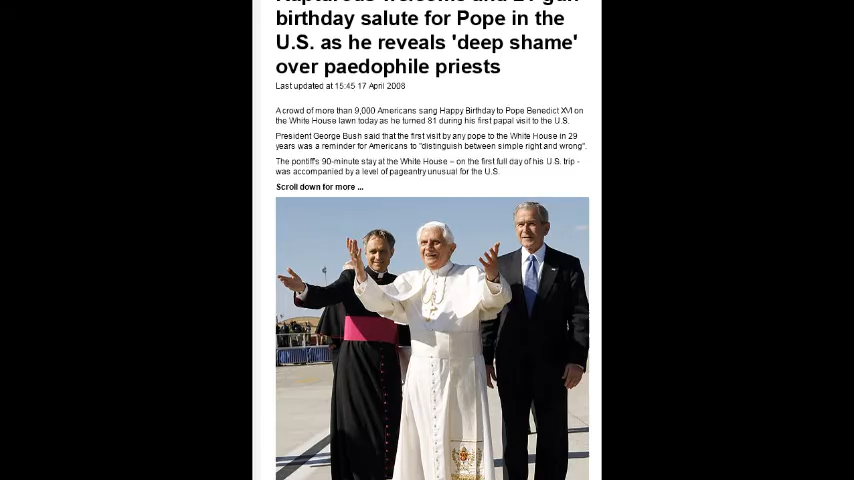 birthday salute for Pope in the
U.S. as he reveals 'deep shame'
over paedophile priests
Last updated at 15:45 17 April 2008
A crowd of more than 9,000 Americans sang Happy Birthday to Pope Benedict XVI on
the White House lawn today as he turned 81 during his first papal visit to the U.S.
President George Bush said that the first visit by any pope to the White House in 29
years was a reminder for Americans to "distinguish between simple right and wrong".
The pontiff's 90-minute stay at the White House – on the first full day of his U.S. trip -
was accompanied by a level of pageantry unusual for the U.S.
Scroll down for more ...